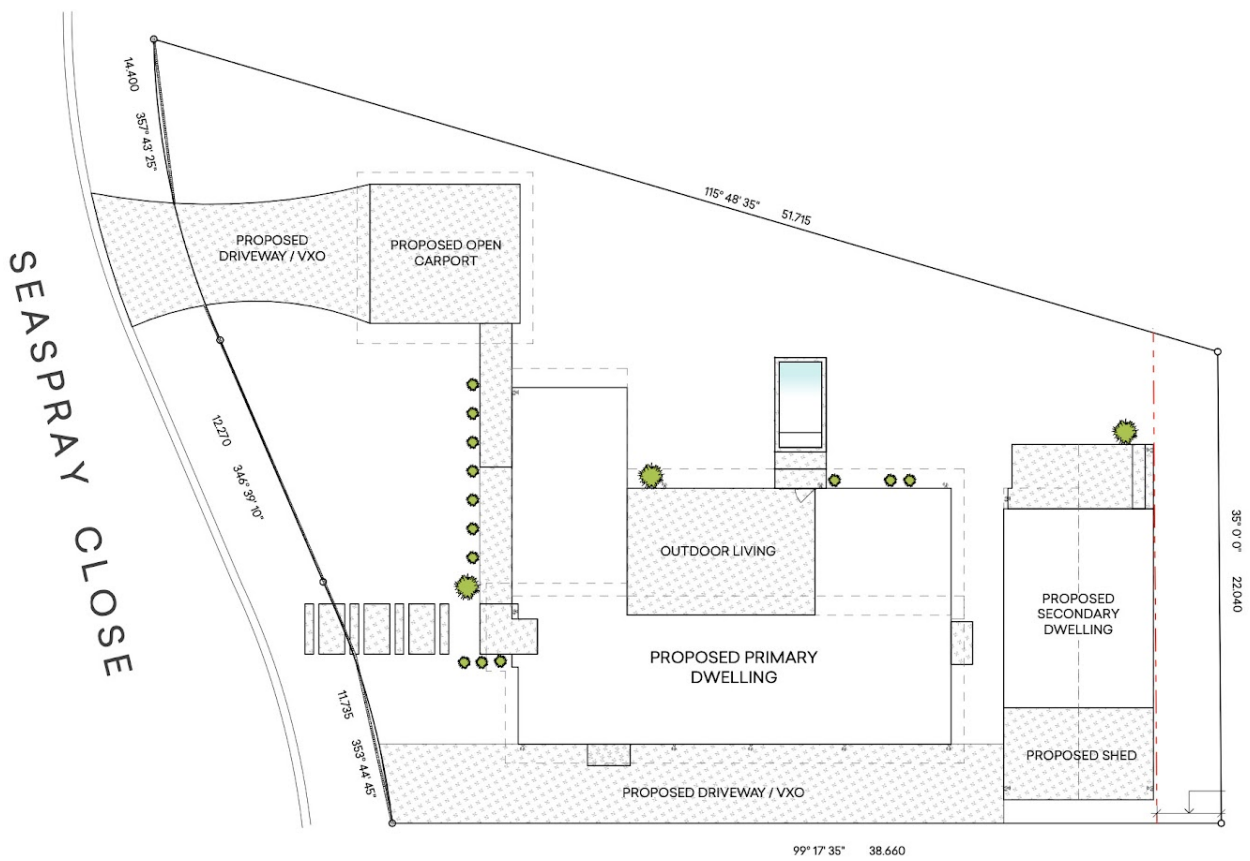 14.400
357° 43' 25"
115° 48' 35"
51.715
PROPOSED
DRIVEWAY / VXO
PROPOSED OPEN
CARPORT
SEASPRAY CLOSE
12.270
346° 39' 10"
OUTDOOR LIVING
35° 0' 0"
22.040
PROPOSED
SECONDARY
DWELLING
PROPOSED PRIMARY
DWELLING
11.735
353° 44' 45"
PROPOSED SHED
PROPOSED DRIVEWAY / VXO
99° 17' 35"
38.660